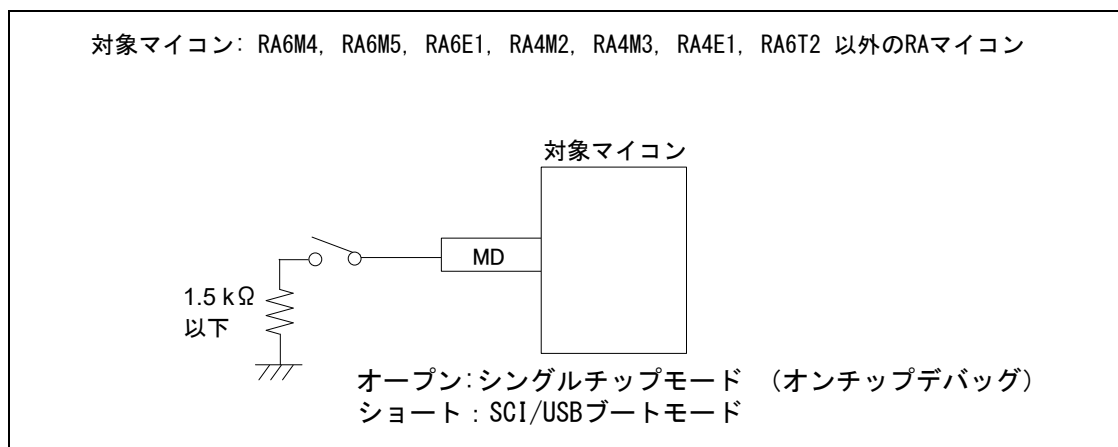 対象マイコン: RA6M4, RA6M5, RA6E1, RA4M2, RA4M3, RA4E1, RA6T2 以外のRAマイコン
対象マイコン
MD
1.5 kΩ
以下
オープン:シングルチップモード （オンチップデバッグ）
ショート：SCI/USBブートモード